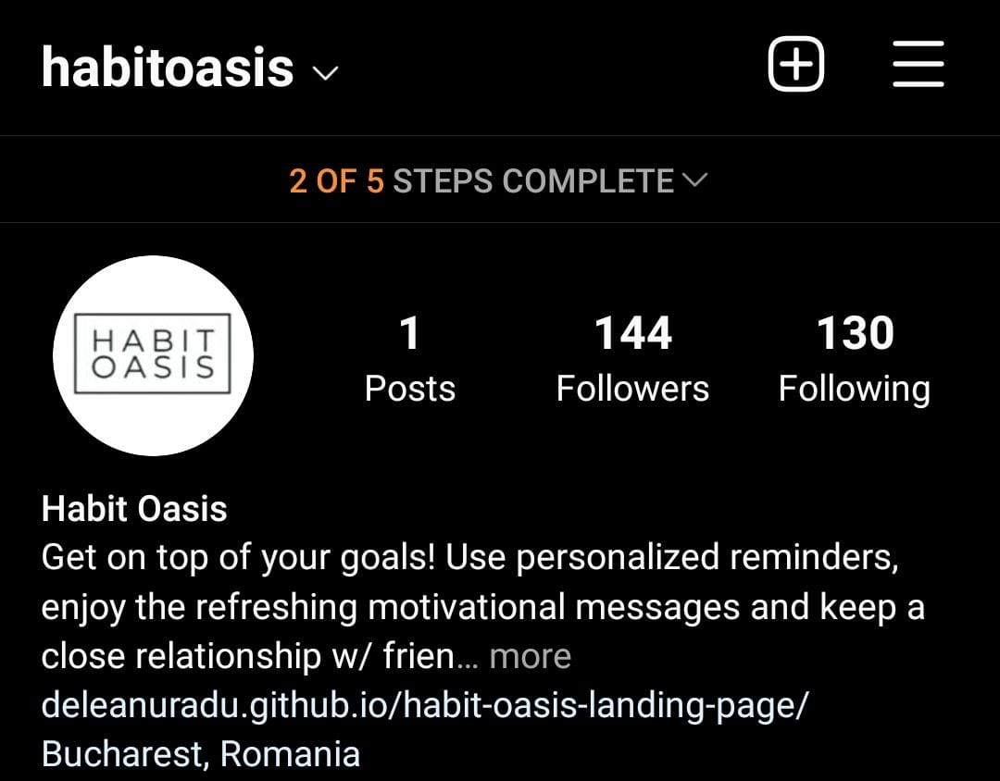 habitoasis
2 OF 5 STEPS COMPLETE
HABIT
OASIS
1
144
130
Posts
Followers
Following
Habit Oasis
Get on top of your goals! Use personalized reminders,
enjoy the refreshing motivational messages and keep a
close relationship w/ frien... more
deleanuradu.github.io/habit-oasis-landing-page/
Bucharest, Romania